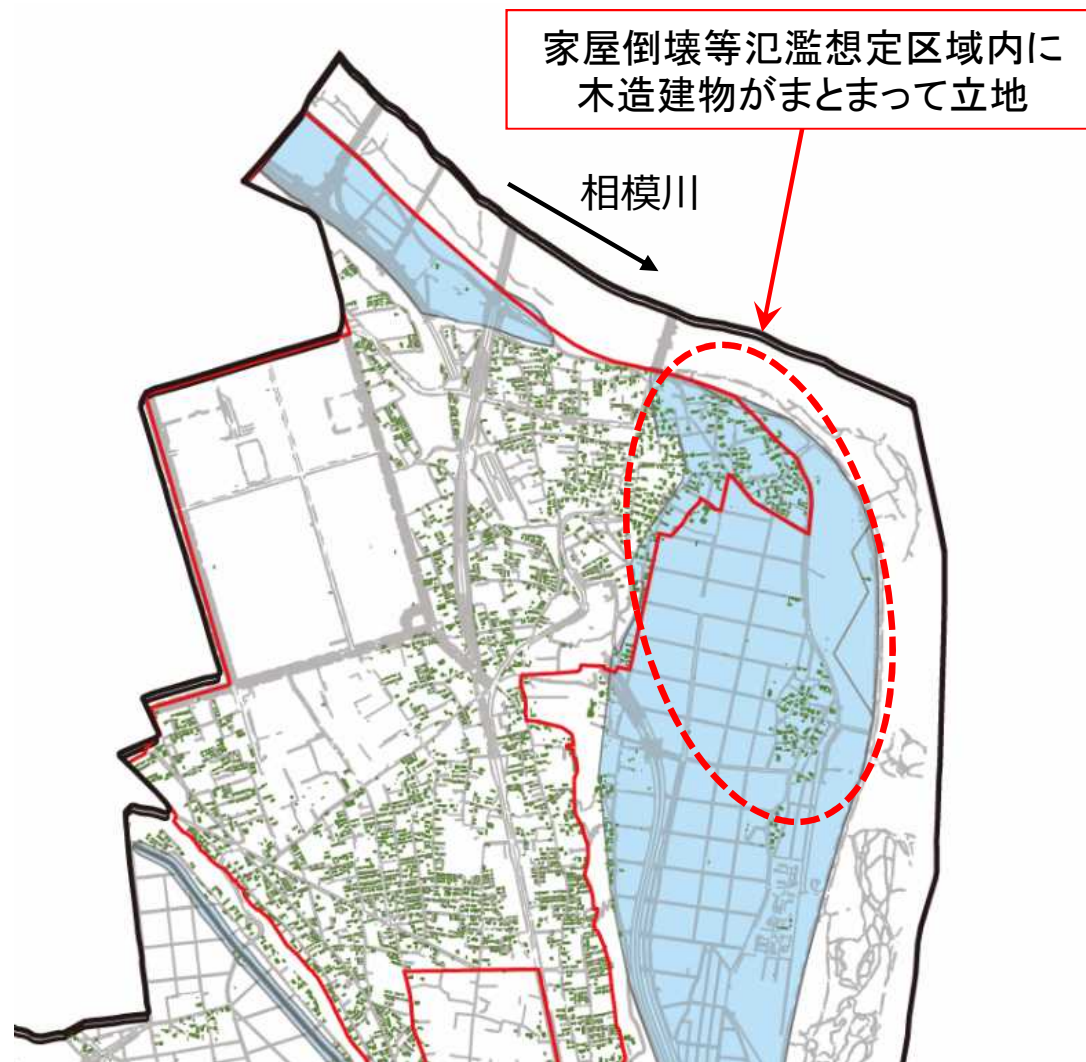 家屋倒壊等氾濫想定区域内に
木造建物がまとまって立地
相模川